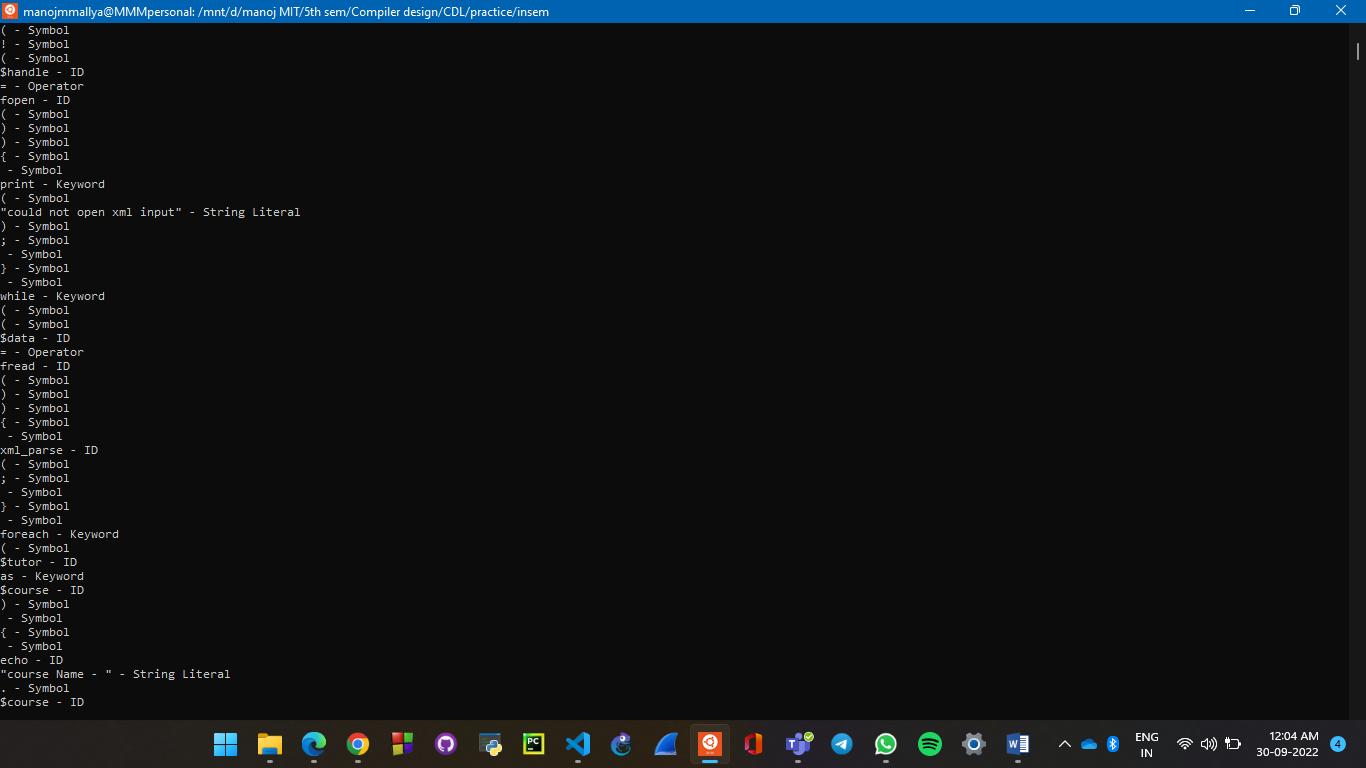 manojmmallya@MMMpersonal: /mnt/d/manoj MIT/5th sem/Compiler design/CDL/practice/insem
( - Symbol
! - Symbol
( - Symbol
$handle - ID
= - Operator
fopen - ID
( - Symbol
) - Symbol
) - Symbol
{ - Symbol
 - Symbol
print - Keyword
( - Symbol
"could not open xml input" - String Literal
) - Symbol
; - Symbol
 - Symbol
} - Symbol
 - Symbol
while - Keyword
( - Symbol
( - Symbol
$data - ID
= - Operator
fread - ID
( - Symbol
) - Symbol
) - Symbol
{ - Symbol
 - Symbol
xml_parse - ID
( - Symbol
; - Symbol
 - Symbol
} - Symbol
 - Symbol
foreach - Keyword
( - Symbol
$tutor - ID
as - Keyword
$course - ID
) - Symbol
 - Symbol
{ - Symbol
 - Symbol
echo - ID
"course Name - " - String Literal
. - Symbol
$course - ID
PC
W
ENG
IN
12:04 AM
30-09-2022
4